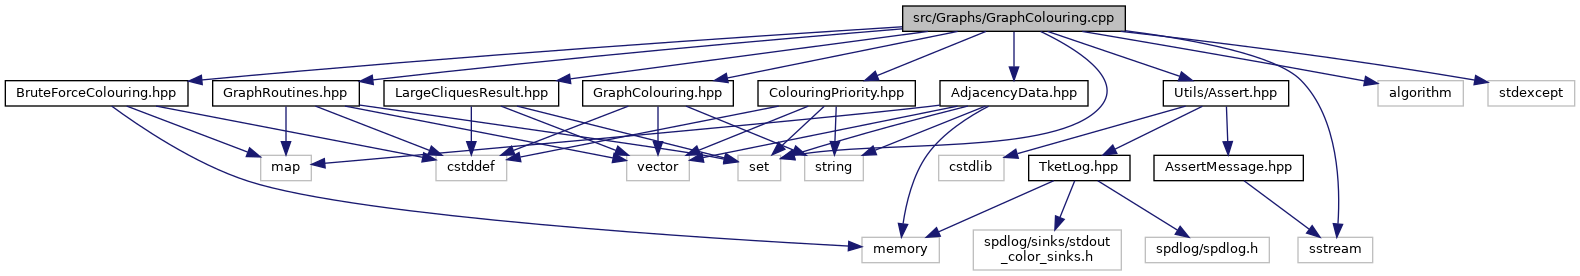 src/Graphs/GraphColouring.cpp
BruteForceColouring.hpp
GraphRoutines.hpp
LargeCliquesResult.hpp
GraphColouring.hpp
ColouringPriority.hpp
AdjacencyData.hpp
Utils/Assert.hpp
algorithm
stdexcept
map
cstddef
vector
set
string
cstdlib
TketLog.hpp
AssertMessage.hpp
memory
spdlog/sinks/stdout
_color_sinks.h
spdlog/spdlog.h
sstream